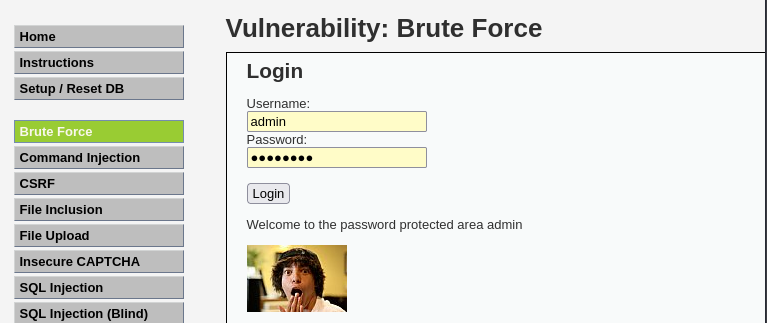 Home
Instructions
Setup / Reset DB
Brute Force
Command Injection
CSRF
File Inclusion
File Upload
Insecure CAPTCHA
SQL Injection
SQL Injection (Blind)
Vulnerability: Brute Force
Login
Username:
admin
Password:
●●●●●●●●
Login
Welcome to the password protected area admin